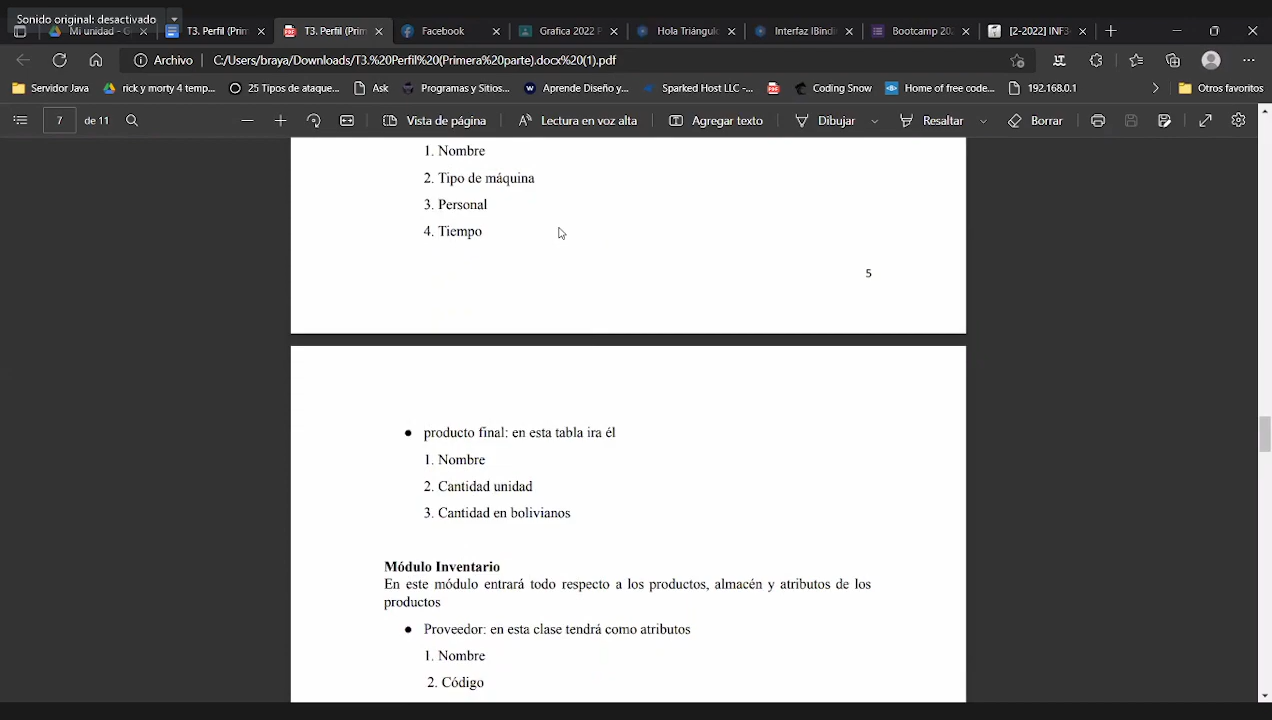 Sonido original: desactivado
Mi unidad - G
T3. Perfil (Prim
T3. Perfil (Prim
Facebook
Grafica 2022 P
Hola Triángulo
Interfaz IBindi
Bootcamp 202
[2-2022] INF3
Archivo
C:/Users/braya/Downloads/T3.%20Perfil%20(Primera%20parte).docx%20(1).pdf
Servidor Java
rick y morty 4 temp...
25 Tipos de ataque...
Ask
Programas y Sitios...
Aprende Diseño y...
Sparked Host LLC -...
Coding Snow
Home of free code...
192.168.0.1
Otros favoritos
7
de 11
Vista de página
Lectura en voz alta
Agregar texto
Dibujar
Resaltar
Borrar
1. Nombre
2. Tipo de máquina
3. Personal
4. Tiempo
5
● producto final: en esta tabla ira él
1. Nombre
2. Cantidad unidad
3. Cantidad en bolivianos
Módulo Inventario
En este módulo entrará todo respecto a los productos, almacén y atributos de los
productos
● Proveedor: en esta clase tendrá como atributos
1. Nombre
2. Código